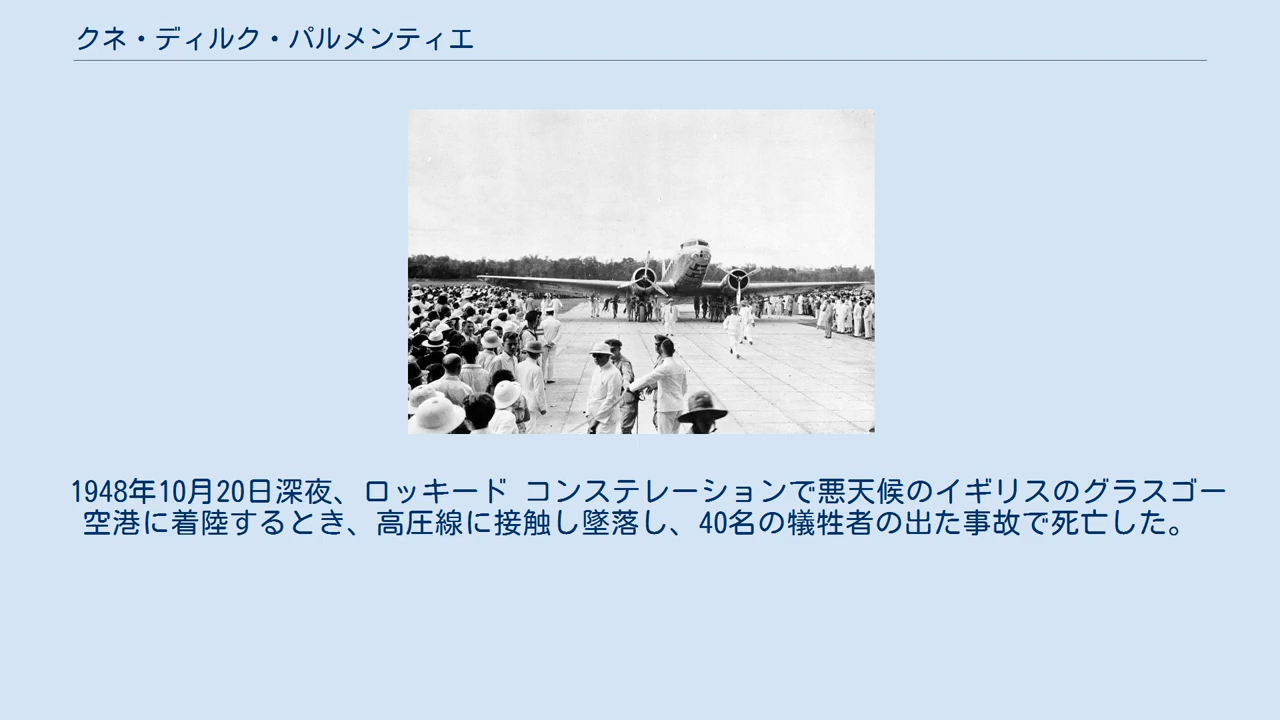 クネ・ディルク・パルメンティエ
1948年10月20日深夜、ロッキード コンステレーションで悪天候のイギリスのグラスゴー
空港に着陸するとき、高圧線に接触し墜落し、40名の犠牲者の出た事故で死亡した。